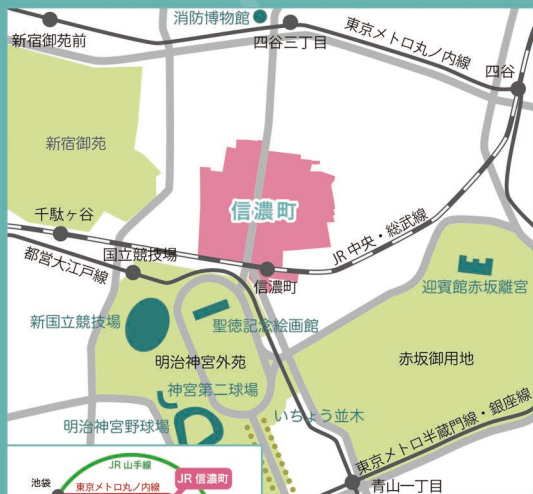 消防博物館
新宿御苑前
四谷三丁目
東京メトロ丸ノ内線
四谷
新宿御苑
信濃町
千駄ヶ谷
国立競技場
都営大江戸線
信濃町
JR 中央・総武線
迎賓館赤坂離宮
新国立競技場
聖徳記念絵画館
明治神宮外苑
赤坂御用地
神宮第二球場
明治神宮野球場
いちょう並木
東京メトロ半蔵門線・銀座線
青山一丁目
JR 山手線
池袋
東京メトロ丸ノ内線
JR 信濃町